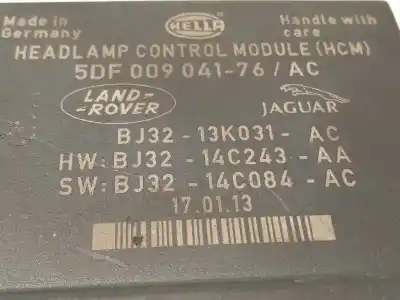 Made in
Germany
HELLA
Handle with
care
HEADLAMP CONTROL MODULE (HCM)
5DF 009 041-76 / AC
LAND-
-ROVER
JAGUAR
BJ32 - 13K031 - AC
HW: BJ32 - 14C243 - AA
SW: BJ32 - 14C084 - AC
17.01.13